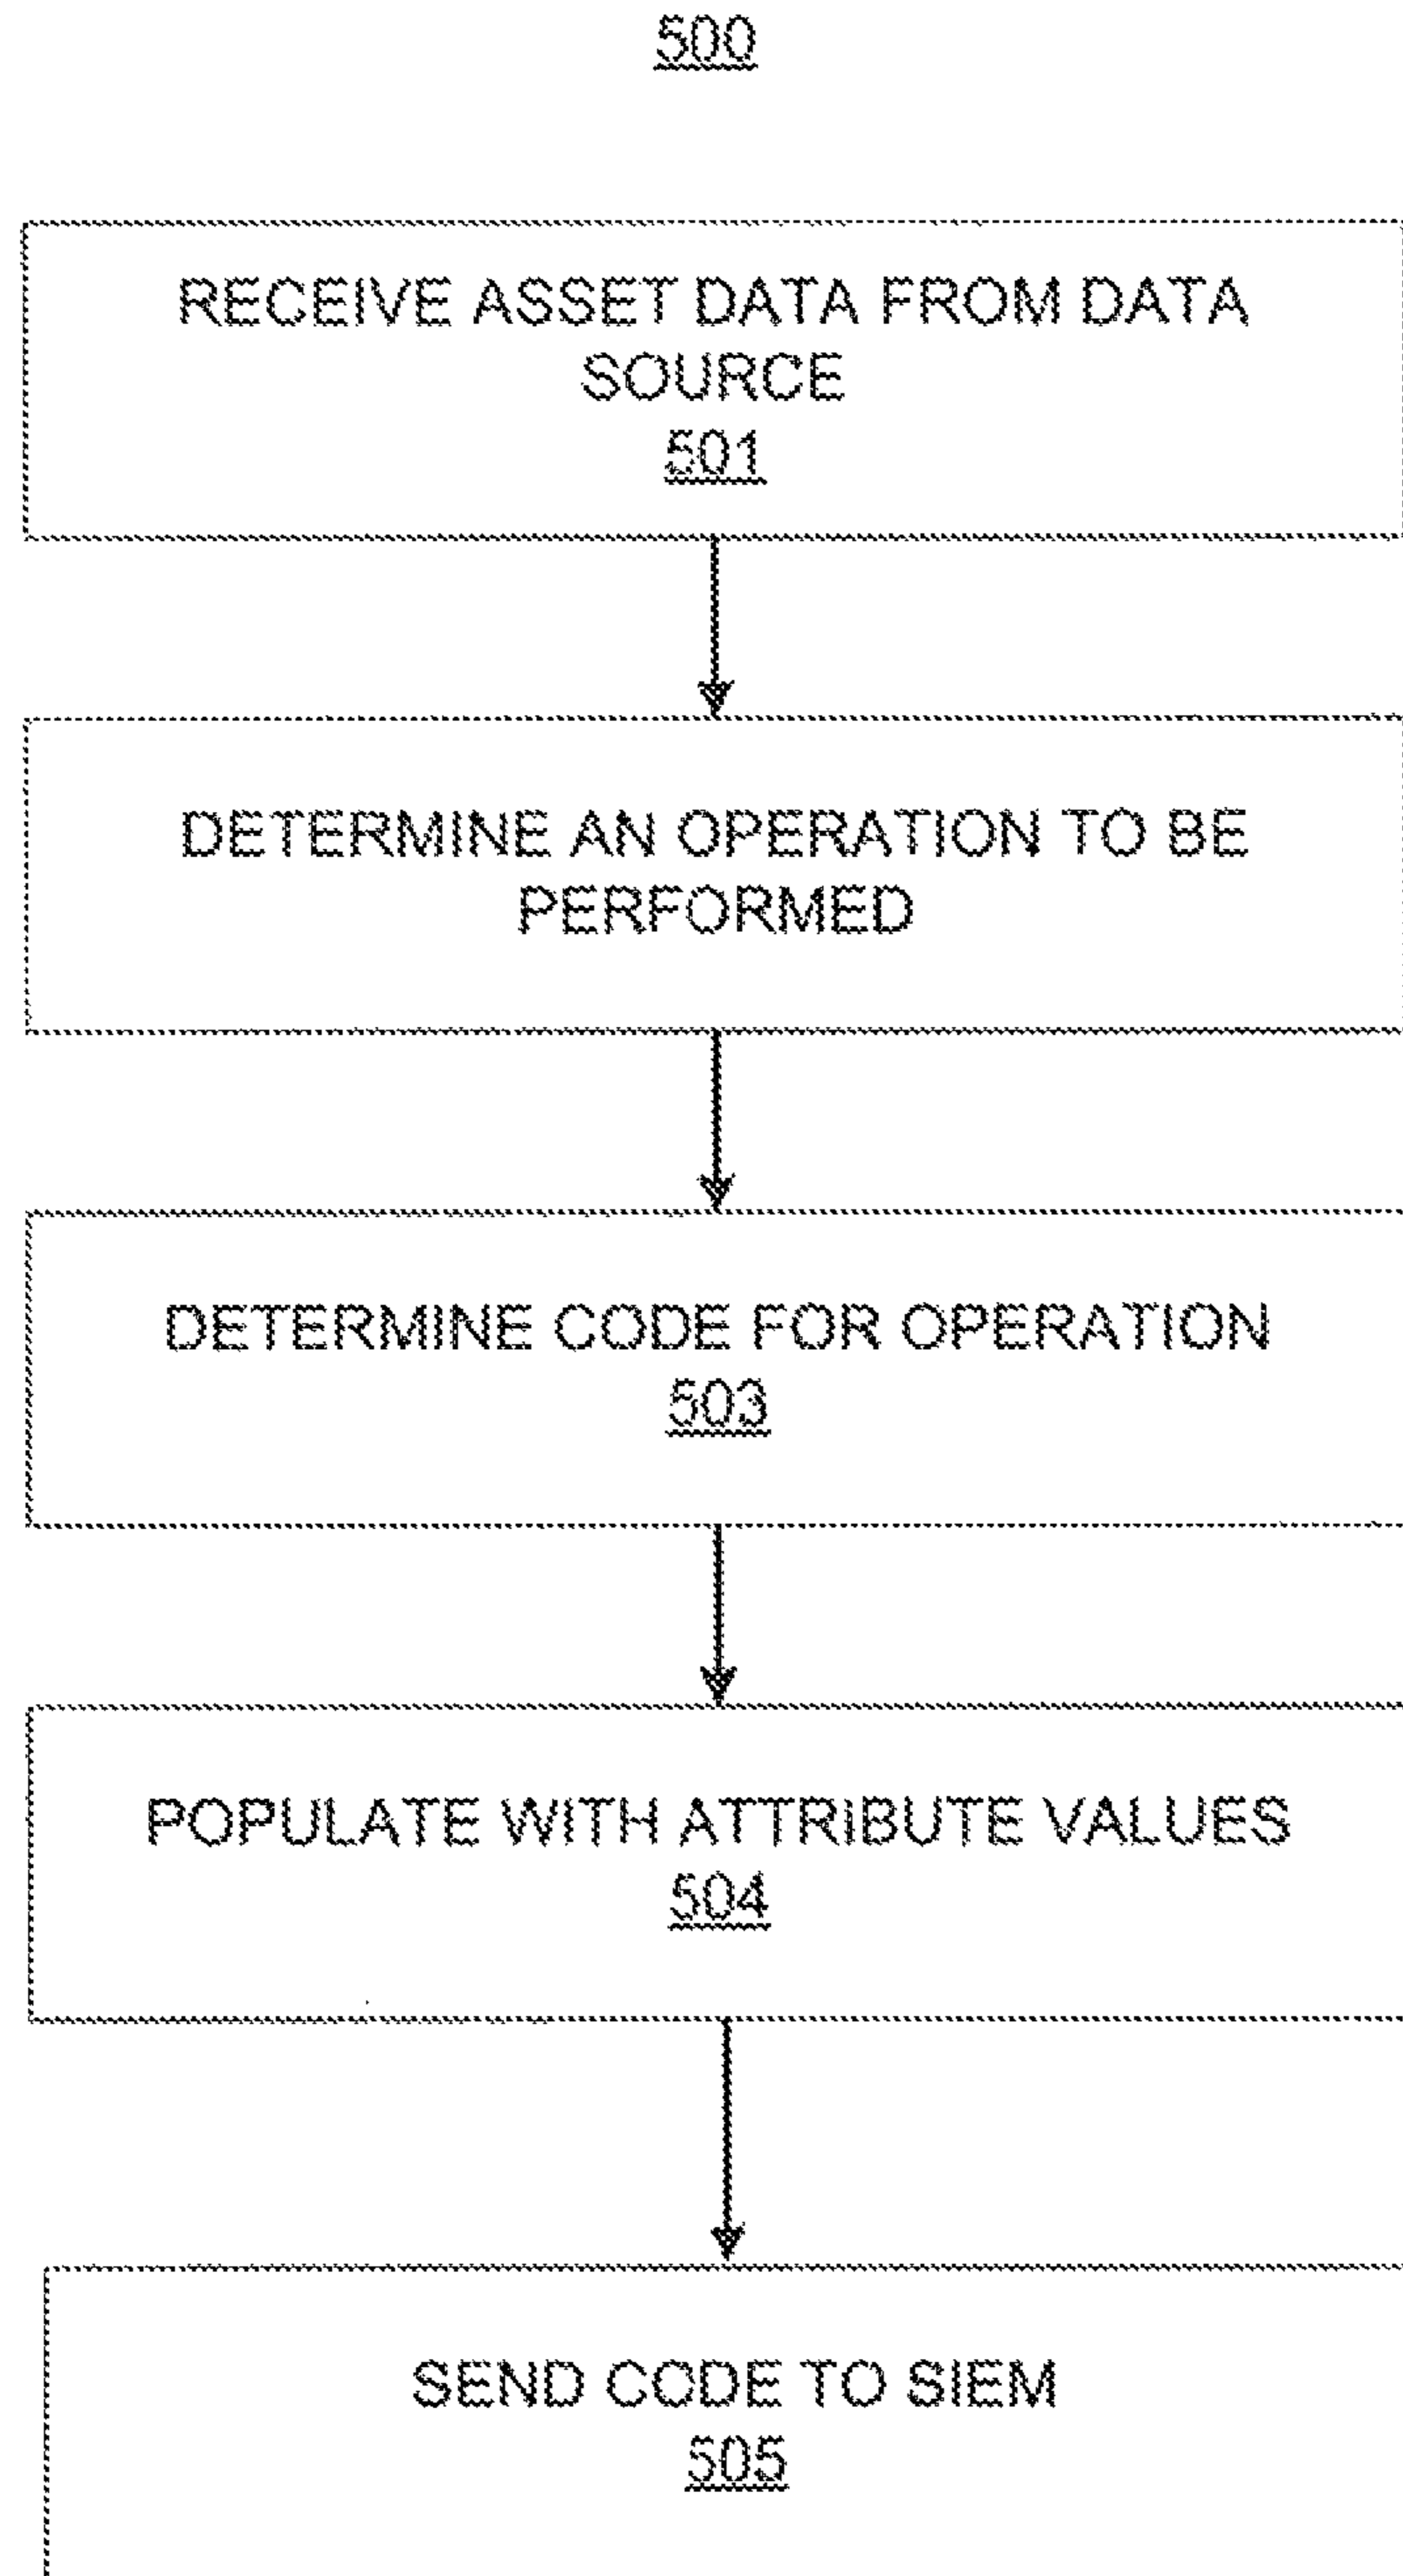 500
RECEIVE ASSET DATA FROM DATA
SOURCE
501
DETERMINE AN OPERATION TO BE
PERFORMED
DETERMINE CODE FOR OPERATION
503
POPULATE WITH ATTRIBUTE VALUES
504
SEND CODE TO SIEM
505